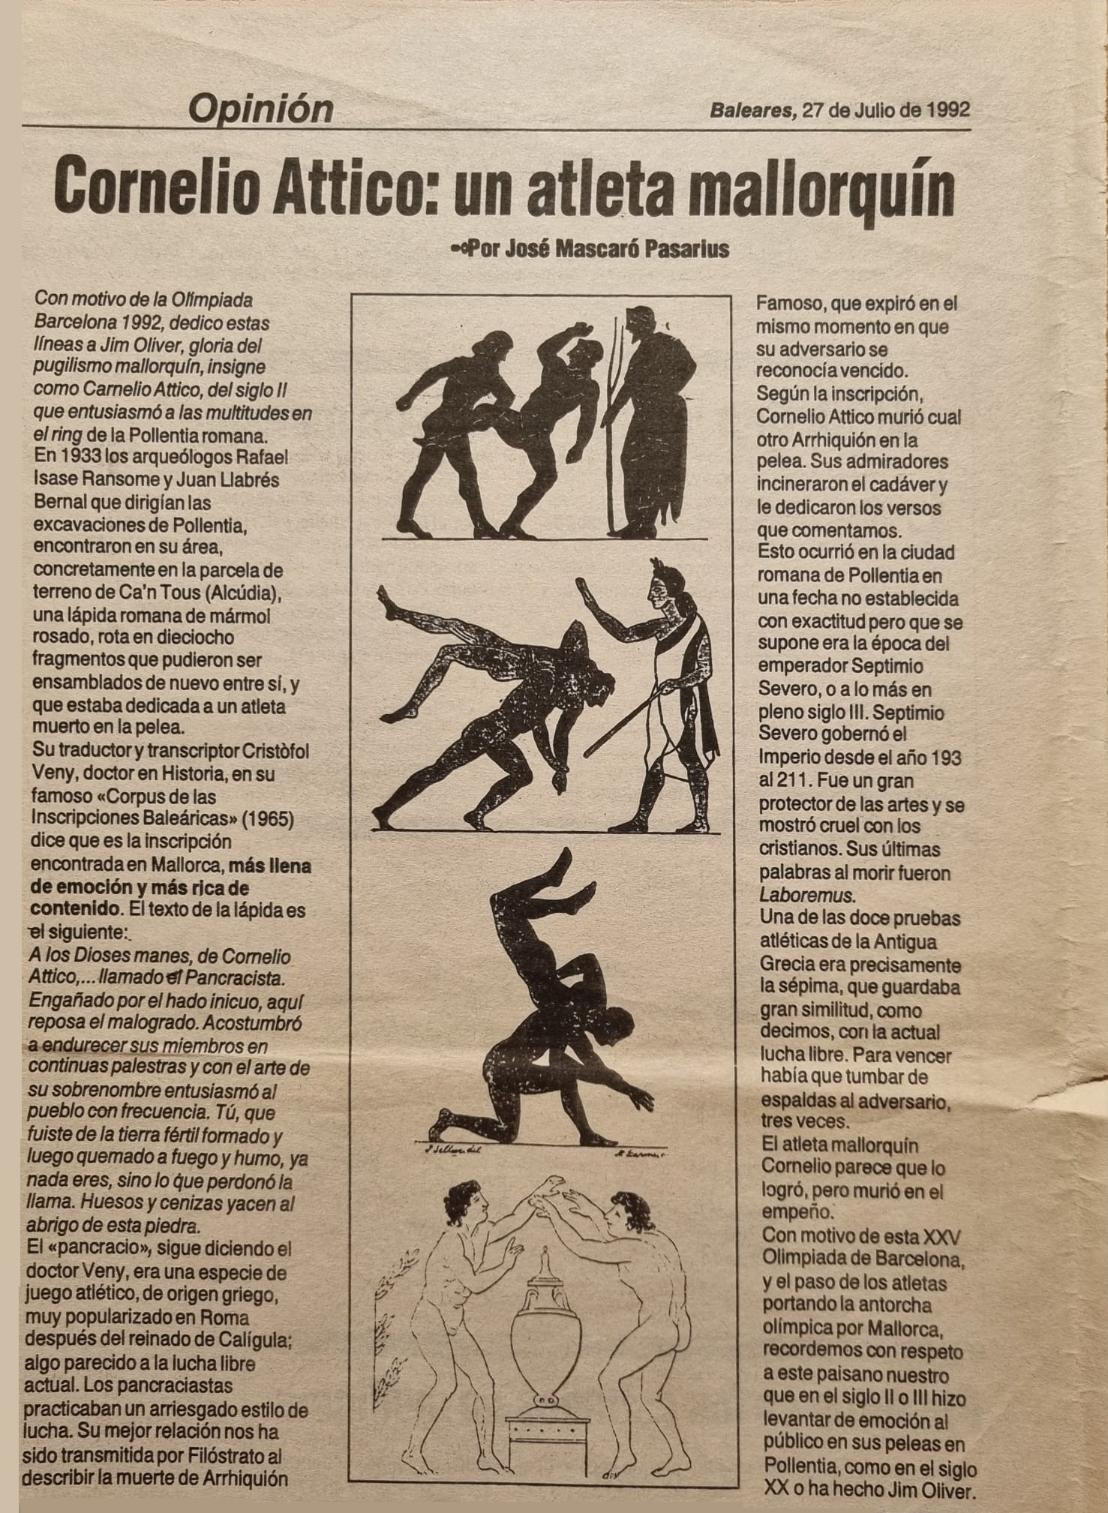 Opinión
Baleares, 27 de Julio de 1992
Cornelio Attico: un atleta mallorquín
Por José Mascaró Pasarius
Con motivo de la Olímpiada
Barcelona 1992, dedico estas
líneas a Jim Oliver, gloria del
pugilismo mallorquín, insigne
como Carnelio Attico, del siglo II
que entusiasmó a las multitudes en
el ring de la Pollentia romana.
En 1933 los arqueólogos Rafael
Isase Ransome y Juan Llabrés
Bernal que dirigían las
excavaciones de Pollentia,
encontraron en su área,
concretamente en la parcela de
terreno de Ca'n Tous (Alcúdia),
una lápida romana de mármol
rosado, rota en dieciocho
fragmentos que pudieron ser
ensamblados de nuevo entre sí, y
que estaba dedicada a un atleta
muerto en la pelea.
Su traductor y transcriptor Cristòfol
Veny, doctor en Historia, en su
famoso «Corpus de las
Inscripciones Baleáricas» (1965)
dice que es la inscripción
encontrada en Mallorca, más llena
de emoción y más rica de
contenido. El texto de la lápida es
el siguiente:
A los Dioses manes, de Cornelio
Attico,... llamado el Pancracista.
Engañado por el hado inicuo, aquí
reposa el malogrado. Acostumbró
a endurecer sus miembros en
continuas palestras y con el arte de
su sobrenombre entusiasmó al
pueblo con frecuencia. Tú, que
fuiste de la tierra fértil formado y
luego quemado a fuego y humo, ya
nada eres, sino lo que perdonó la
llama. Huesos y cenizas yacen al
abrigo de esta piedra.
El «pancracio», sigue diciendo el
doctor Veny, era una especie de
juego atlético, de origen griego,
muy popularizado en Roma
después del reinado de Calígula;
algo parecido a la lucha libre
actual. Los pancraciastas
practicaban un arriesgado estilo de
lucha. Su mejor relación nos ha
sido transmitida por Filóstrato al
describir la muerte de Arrhiquión
Famoso, que expiró en el
mismo momento en que
su adversario se
reconocía vencido.
Según la inscripción,
Cornelio Attico murió cual
otro Arrhiquión en la
pelea. Sus admiradores
incineraron el cadáver y
le dedicaron los versos
que comentamos.
Esto ocurrió en la ciudad
romana de Pollentia en
una fecha no establecida
con exactitud pero que se
supone era la época del
emperador Septimio
Severo, o a lo más en
pleno siglo III. Septimio
Severo gobernó el
Imperio desde el año 193
al 211. Fue un gran
protector de las artes y se
mostró cruel con los
cristianos. Sus últimas
palabras al morir fueron
Laboremus.
Una de las doce pruebas
atléticas de la Antigua
Grecia era precisamente
la sépima, que guardaba
gran similitud, como
decimos, con la actual
lucha libre. Para vencer
había que tumbar de
espaldas al adversario,
tres veces.
El atleta mallorquín
Cornelio parece que lo
logró, pero murió en el
empeño.
Con motivo de esta XXV
Olimpiada de Barcelona,
y el paso de los atletas
portando la antorcha
olímpica por Mallorca,
recordemos con respeto
a este paisano nuestro
que en el siglo II o III hizo
levantar de emoción al
público en sus peleas en
Pollentia, como en el siglo
XX o ha hecho Jim Oliver.